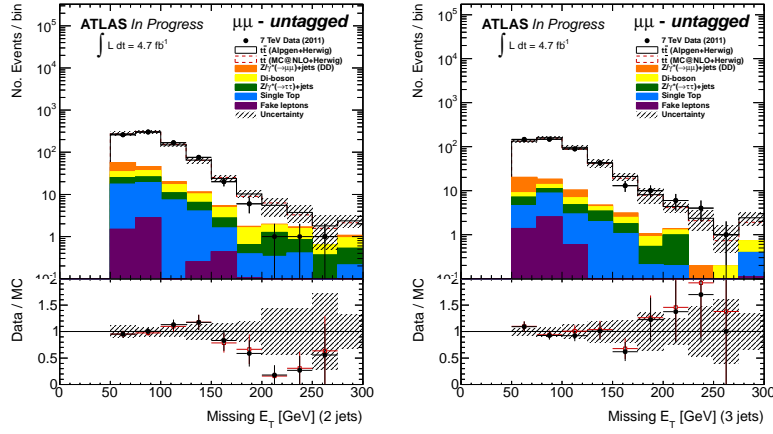 ATLAS In Progress
μμ - untagged
∫ L dt = 4.7 fb⁻¹
7 TeV Data (2011)
tt̄ (Alpgen+Herwig)
tt̄ (MC@NLO+Herwig)
Z/γ*(→μμ)+jets (DD)
Di-boson
Z/γ*(→ττ)+jets
Single Top
Fake leptons
Uncertainty
No. Events / bin
10⁵
10⁴
10³
10²
10
1
10⁻¹
Data / MC
2
1.5
1
0.5
0
0 50 100 150 200 250 300
Missing E_T [GeV] (2 jets)
ATLAS In Progress
μμ - untagged
∫ L dt = 4.7 fb⁻¹
7 TeV Data (2011)
tt̄ (Alpgen+Herwig)
tt̄ (MC@NLO+Herwig)
Z/γ*(→μμ)+jets (DD)
Di-boson
Z/γ*(→ττ)+jets
Single Top
Fake leptons
Uncertainty
No. Events / bin
10⁵
10⁴
10³
10²
10
1
10⁻¹
Data / MC
2
1.5
1
0.5
0
0 50 100 150 200 250 300
Missing E_T [GeV] (3 jets)